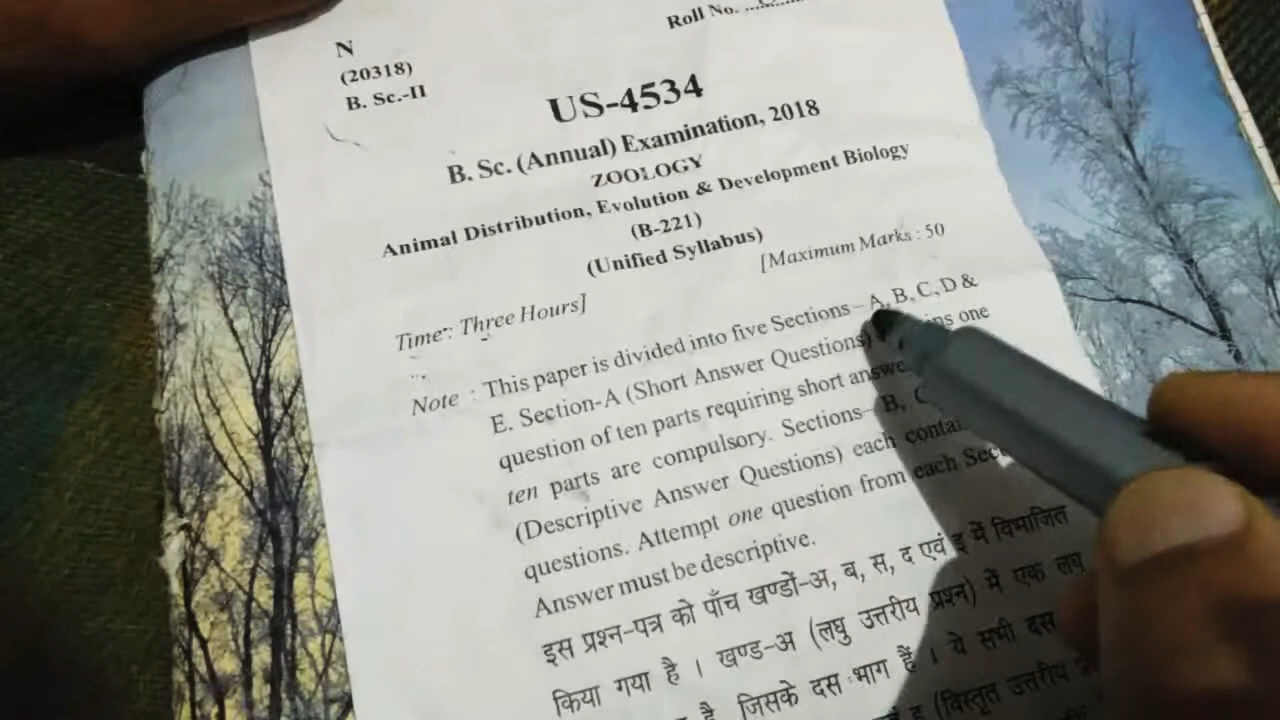 Roll No. ............
N
(20318)
B. Sc.-II
US-4534
B. Sc. (Annual) Examination, 2018
ZOOLOGY
Animal Distribution, Evolution & Development Biology
(B-221)
(Unified Syllabus)
Time : Three Hours]
[Maximum Marks : 50
Note : This paper is divided into five Sections – A, B, C, D &
E. Section-A (Short Answer Questions) one
question of ten parts requiring short
ten parts are compulsory. Sections– B,
(Descriptive Answer Questions) each
questions. Attempt one question from each
Answer must be descriptive.
इस प्रश्न-पत्र को पाँच खण्डों-अ, ब, स, द एवं इ में विभाजित
किया गया है । खण्ड-अ (लघु उत्तरीय प्रश्न) में एक लघु
है, जिसके दस भाग हैं । ये सभी दस
इ (विस्तृत उत्तरीय